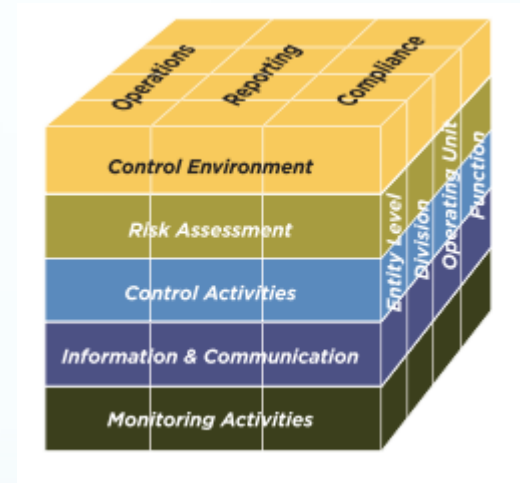 Operations
Reporting
Compliance
Control Environment
Risk Assessment
Control Activities
Information & Communication
Monitoring Activities
Entity Level
Division
Operating Unit
Function